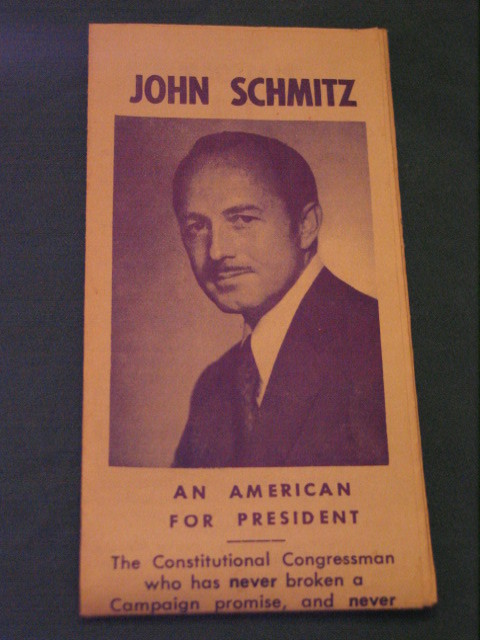 JOHN SCHMITZ
AN AMERICAN
FOR PRESIDENT
The Constitutional Congressman
who has never broken a
Campaign promise, and never